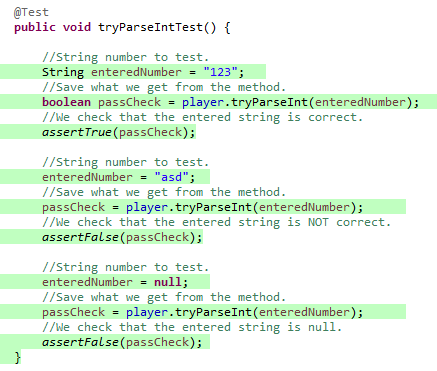 @Test
public void tryParseIntTest() {
//String number to test.
String enteredNumber = "123";
//Save what we get from the method.
boolean passCheck = player.tryParseInt(enteredNumber);
//We check that the entered string is correct.
assertTrue(passCheck);
//String number to test.
enteredNumber = "asd";
//Save what we get from the method.
passCheck = player.tryParseInt(enteredNumber);
//We check that the entered string is NOT correct.
assertFalse(passCheck);
//String number to test.
enteredNumber = null;
//Save what we get from the method.
passCheck = player.tryParseInt(enteredNumber);
//We check that the entered string is null.
assertFalse(passCheck);
}